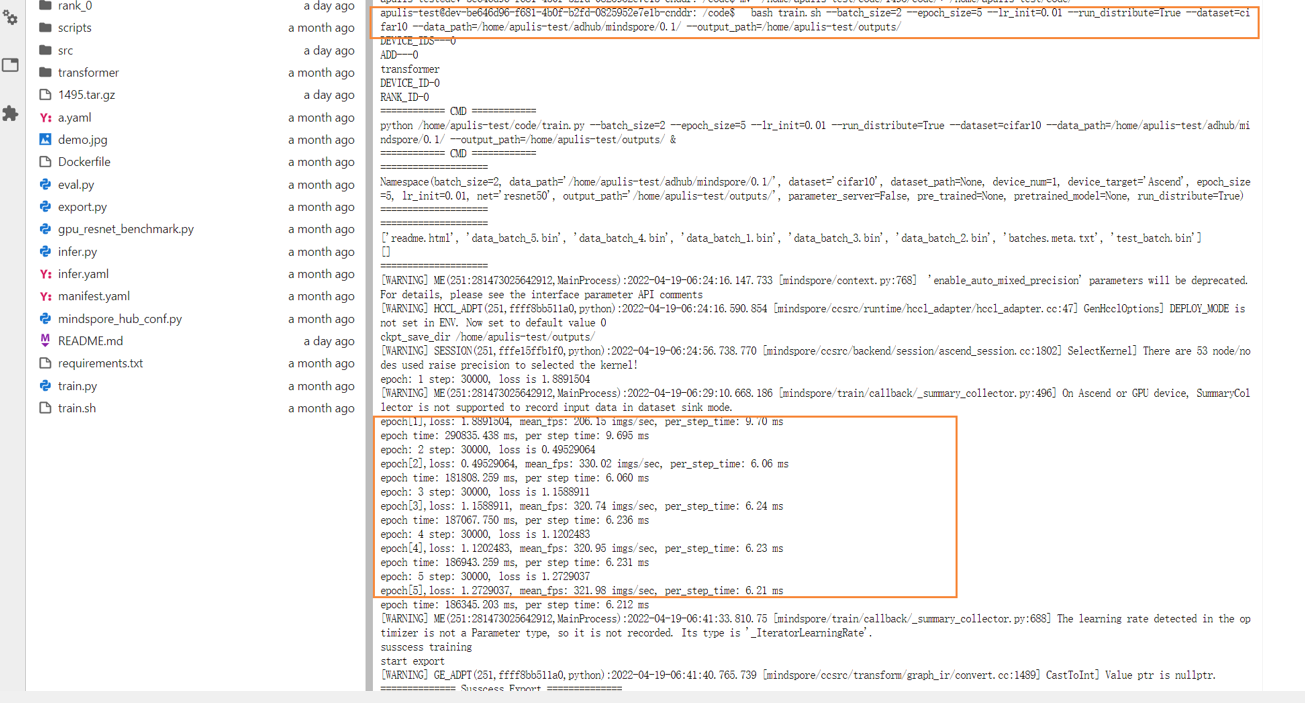 rank_0 a day ago
scripts a month ago
src a day ago
transformer a month ago
1495.tar.gz a day ago
a.yaml a month ago
demo.jpg a month ago
Dockerfile a month ago
eval.py a month ago
export.py a month ago
gpu_resnet_benchmark.py a month ago
infer.py a month ago
infer.yaml a month ago
manifest.yaml a month ago
mindspore_hub_conf.py a month ago
README.md a day ago
requirements.txt a month ago
train.py a month ago
train.sh a month ago
apulis-test@dev-be646d96-f681-4b0f-b2fd-0825952e7e1b-cnddr: /code$ bash train.sh --batch_size=2 --epoch_size=5 --lr_init=0.01 --run_distribute=True --dataset=ci
far10 --data_path=/home/apulis-test/adhub/mindspore/0.1/ --output_path=/home/apulis-test/outputs/
DEVICE_IDS---0
ADD---0
transformer
DEVICE_ID-0
RANK_ID-0
============ CMD ============
python /home/apulis-test/code/train.py --batch_size=2 --epoch_size=5 --lr_init=0.01 --run_distribute=True --dataset=cifar10 --data_path=/home/apulis-test/adhub/mi
ndspore/0.1/ --output_path=/home/apulis-test/outputs/ &
============ CMD ============
====================
Namespace(batch_size=2, data_path='/home/apulis-test/adhub/mindspore/0.1/', dataset='cifar10', dataset_path=None, device_num=1, device_target='Ascend', epoch_size
=5, lr_init=0.01, net='resnet50', output_path='/home/apulis-test/outputs/', parameter_server=False, pre_trained=None, pretrained_model=None, run_distribute=True)
====================
====================
['readme.html', 'data_batch_5.bin', 'data_batch_4.bin', 'data_batch_1.bin', 'data_batch_3.bin', 'data_batch_2.bin', 'batches.meta.txt', 'test_batch.bin']
[]
====================
[WARNING] ME(251:281473025642912,MainProcess):2022-04-19-06:24:16.147.733 [mindspore/context.py:768] 'enable_auto_mixed_precision' parameters will be deprecated.
For details, please see the interface parameter API comments
[WARNING] HCCL_ADPT(251,ffff8bb511a0,python):2022-04-19-06:24:16.590.854 [mindspore/ccsrc/runtime/hccl_adapter/hccl_adapter.cc:47] GenHcclOptions] DEPLOY_MODE is
not set in ENV. Now set to default value 0
ckpt_save_dir /home/apulis-test/outputs/
[WARNING] SESSION(251,fffe15ffb1f0,python):2022-04-19-06:24:56.738.770 [mindspore/ccsrc/backend/session/ascend_session.cc:1802] SelectKernel] There are 53 node/no
des used raise precision to selected the kernel!
epoch: 1 step: 30000, loss is 1.8891504
[WARNING] ME(251:281473025642912,MainProcess):2022-04-19-06:29:10.668.186 [mindspore/train/callback/_summary_collector.py:496] On Ascend or GPU device, SummaryCol
lector is not supported to record input data in dataset sink mode.
epoch[1],loss: 1.8891504, mean_fps: 206.15 imgs/sec, per_step_time: 9.70 ms
epoch time: 290835.438 ms, per step time: 9.695 ms
epoch: 2 step: 30000, loss is 0.49529064
epoch[2],loss: 0.49529064, mean_fps: 330.02 imgs/sec, per_step_time: 6.06 ms
epoch time: 181808.259 ms, per step time: 6.060 ms
epoch: 3 step: 30000, loss is 1.1588911
epoch[3],loss: 1.1588911, mean_fps: 320.74 imgs/sec, per_step_time: 6.24 ms
epoch time: 187067.750 ms, per step time: 6.236 ms
epoch: 4 step: 30000, loss is 1.1202483
epoch[4],loss: 1.1202483, mean_fps: 320.95 imgs/sec, per_step_time: 6.23 ms
epoch time: 186943.259 ms, per step time: 6.231 ms
epoch: 5 step: 30000, loss is 1.2729037
epoch[5],loss: 1.2729037, mean_fps: 321.98 imgs/sec, per_step_time: 6.21 ms
epoch time: 186345.203 ms, per step time: 6.212 ms
[WARNING] ME(251:281473025642912,MainProcess):2022-04-19-06:41:33.810.75 [mindspore/train/callback/_summary_collector.py:688] The learning rate detected in the op
timizer is not a Parameter type, so it is not recorded. Its type is '_IteratorLearningRate'.
susscess training
start export
[WARNING] GE_ADPT(251,ffff8bb511a0,python):2022-04-19-06:41:40.765.739 [mindspore/ccsrc/transform/graph_ir/convert.cc:1489] CastToInt] Value ptr is nullptr.
============== Susscess Export ==============